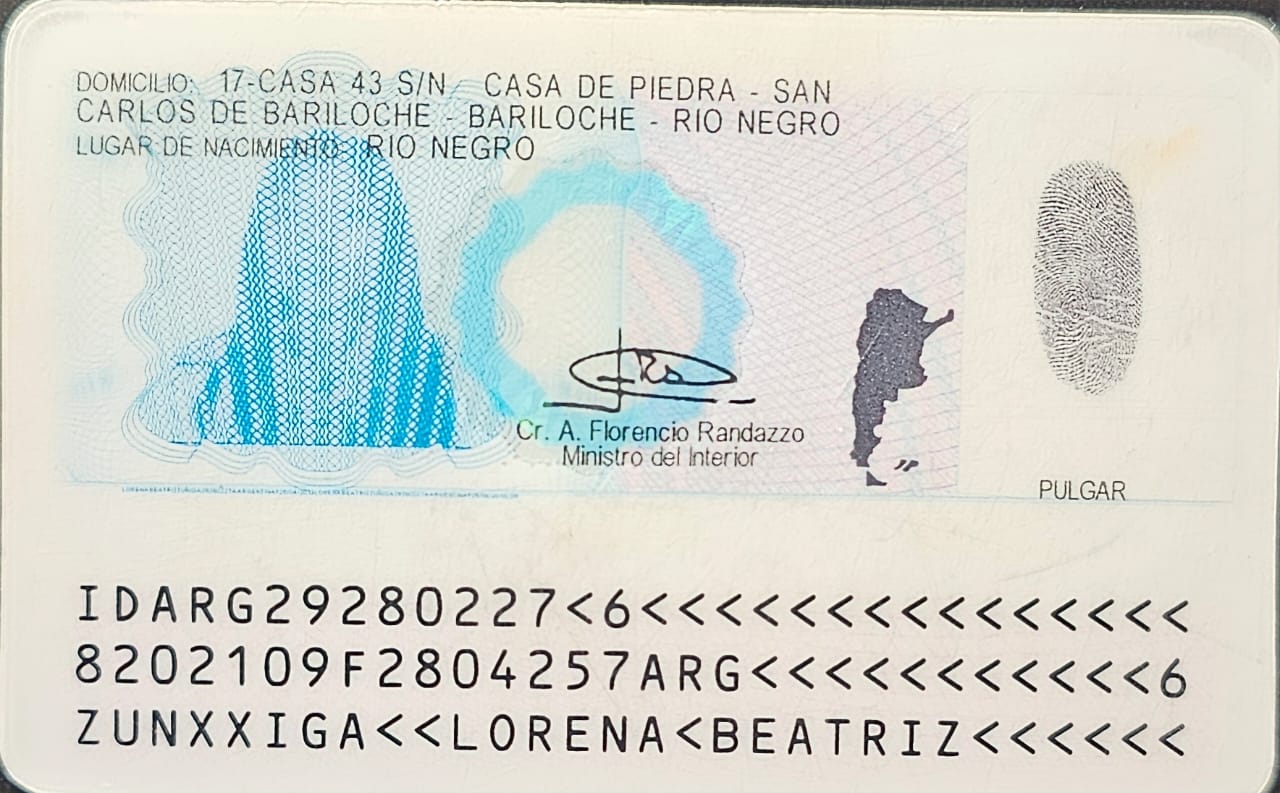 DOMICILIO: 17-CASA 43 S/N CASA DE PIEDRA - SAN
CARLOS DE BARILOCHE - BARILOCHE - RIO NEGRO
LUGAR DE NACIMIENTO: RIO NEGRO
Cr. A. Florencio Randazzo
Ministro del Interior
PULGAR
IDARG29280227<6<<<<<<<<<<<<<<<
8202109F2804257ARG<<<<<<<<<<<6
ZUNXXIGA<<LORENA<BEATRIZ<<<<<<